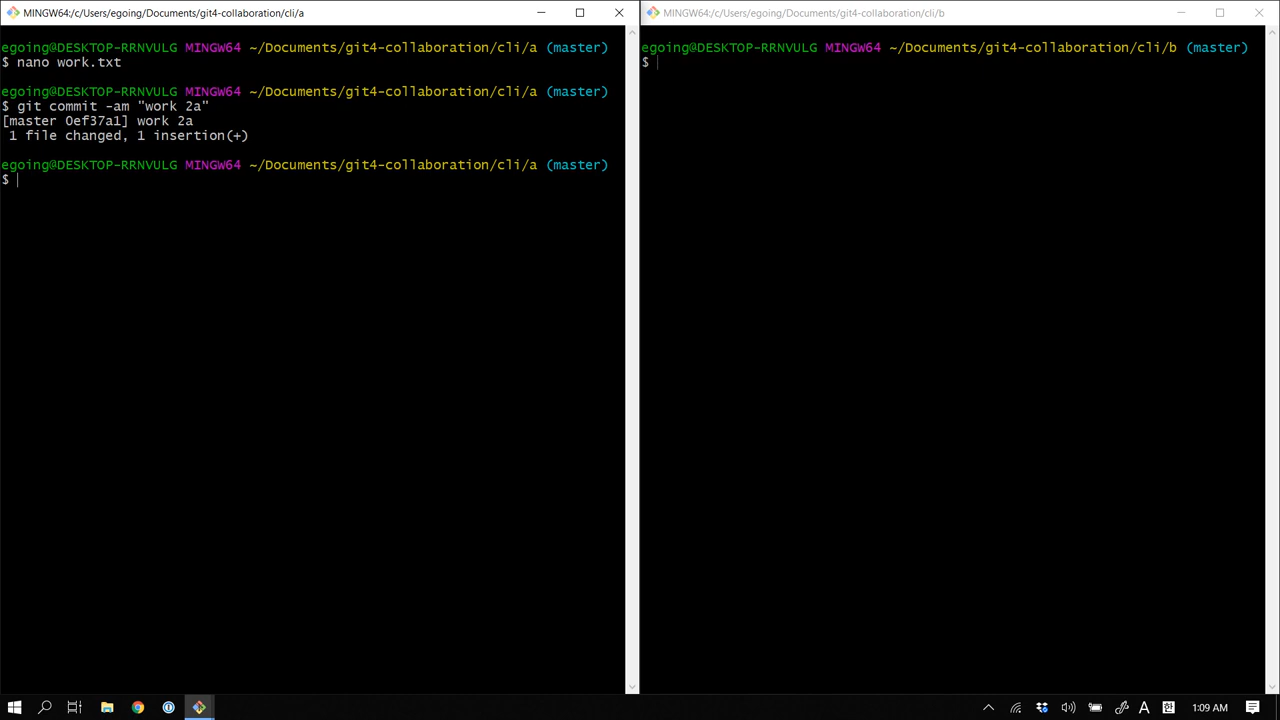 MINGW64:/c/Users/egoing/Documents/git4-collaboration/cli/a
egoing@DESKTOP-RRNVULG MINGW64 ~/Documents/git4-collaboration/cli/a (master)
$ nano work.txt
egoing@DESKTOP-RRNVULG MINGW64 ~/Documents/git4-collaboration/cli/a (master)
$ git commit -am "work 2a"
[master 0ef37a1] work 2a
1 file changed, 1 insertion(+)
egoing@DESKTOP-RRNVULG MINGW64 ~/Documents/git4-collaboration/cli/a (master)
$
MINGW64:/c/Users/egoing/Documents/git4-collaboration/cli/b
egoing@DESKTOP-RRNVULG MINGW64 ~/Documents/git4-collaboration/cli/b (master)
$
A 한 1:09 AM